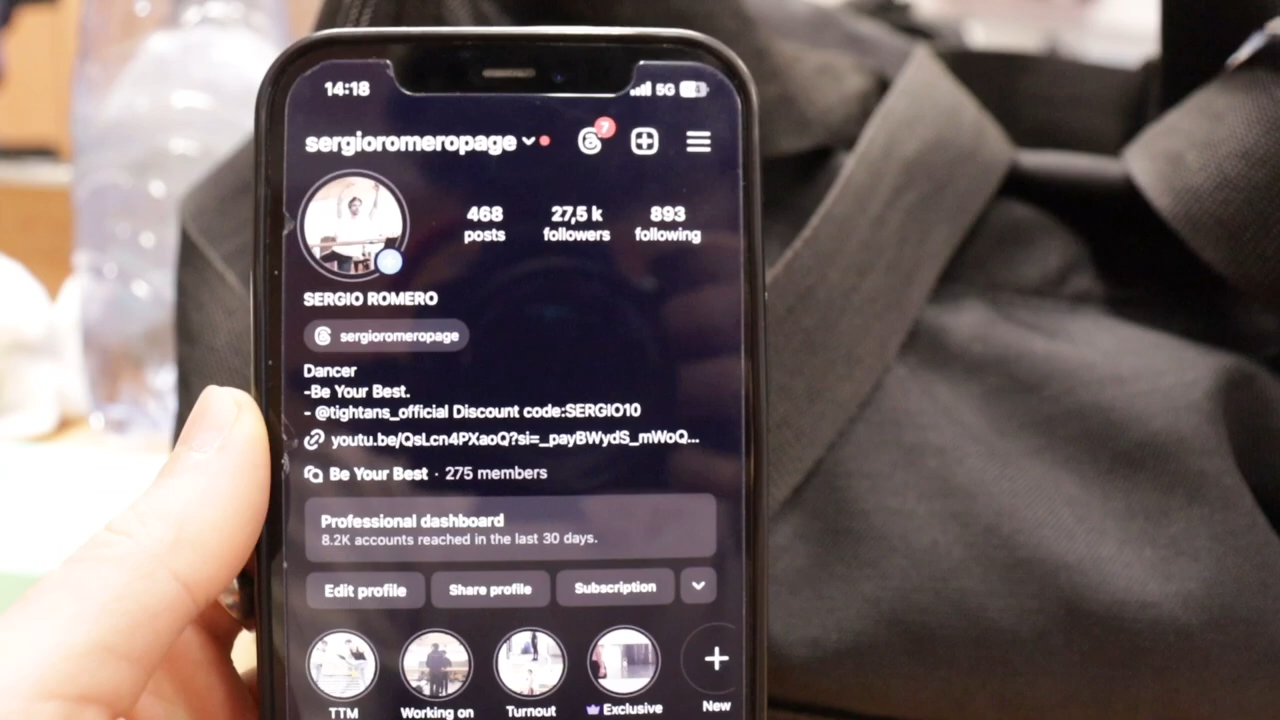 14:18 5G
sergioromeropage 7
468 27,5 k 893
posts followers following
SERGIO ROMERO
sergioromeropage
Dancer
-Be Your Best.
- @tightans_official Discount code:SERGIO10
youtu.be/QsLcn4PXaoQ?si=_payBWydS_mWoQ...
Be Your Best · 275 members
Professional dashboard
8.2K accounts reached in the last 30 days.
Edit profile Share profile Subscription
TTM Working on Turnout Exclusive New